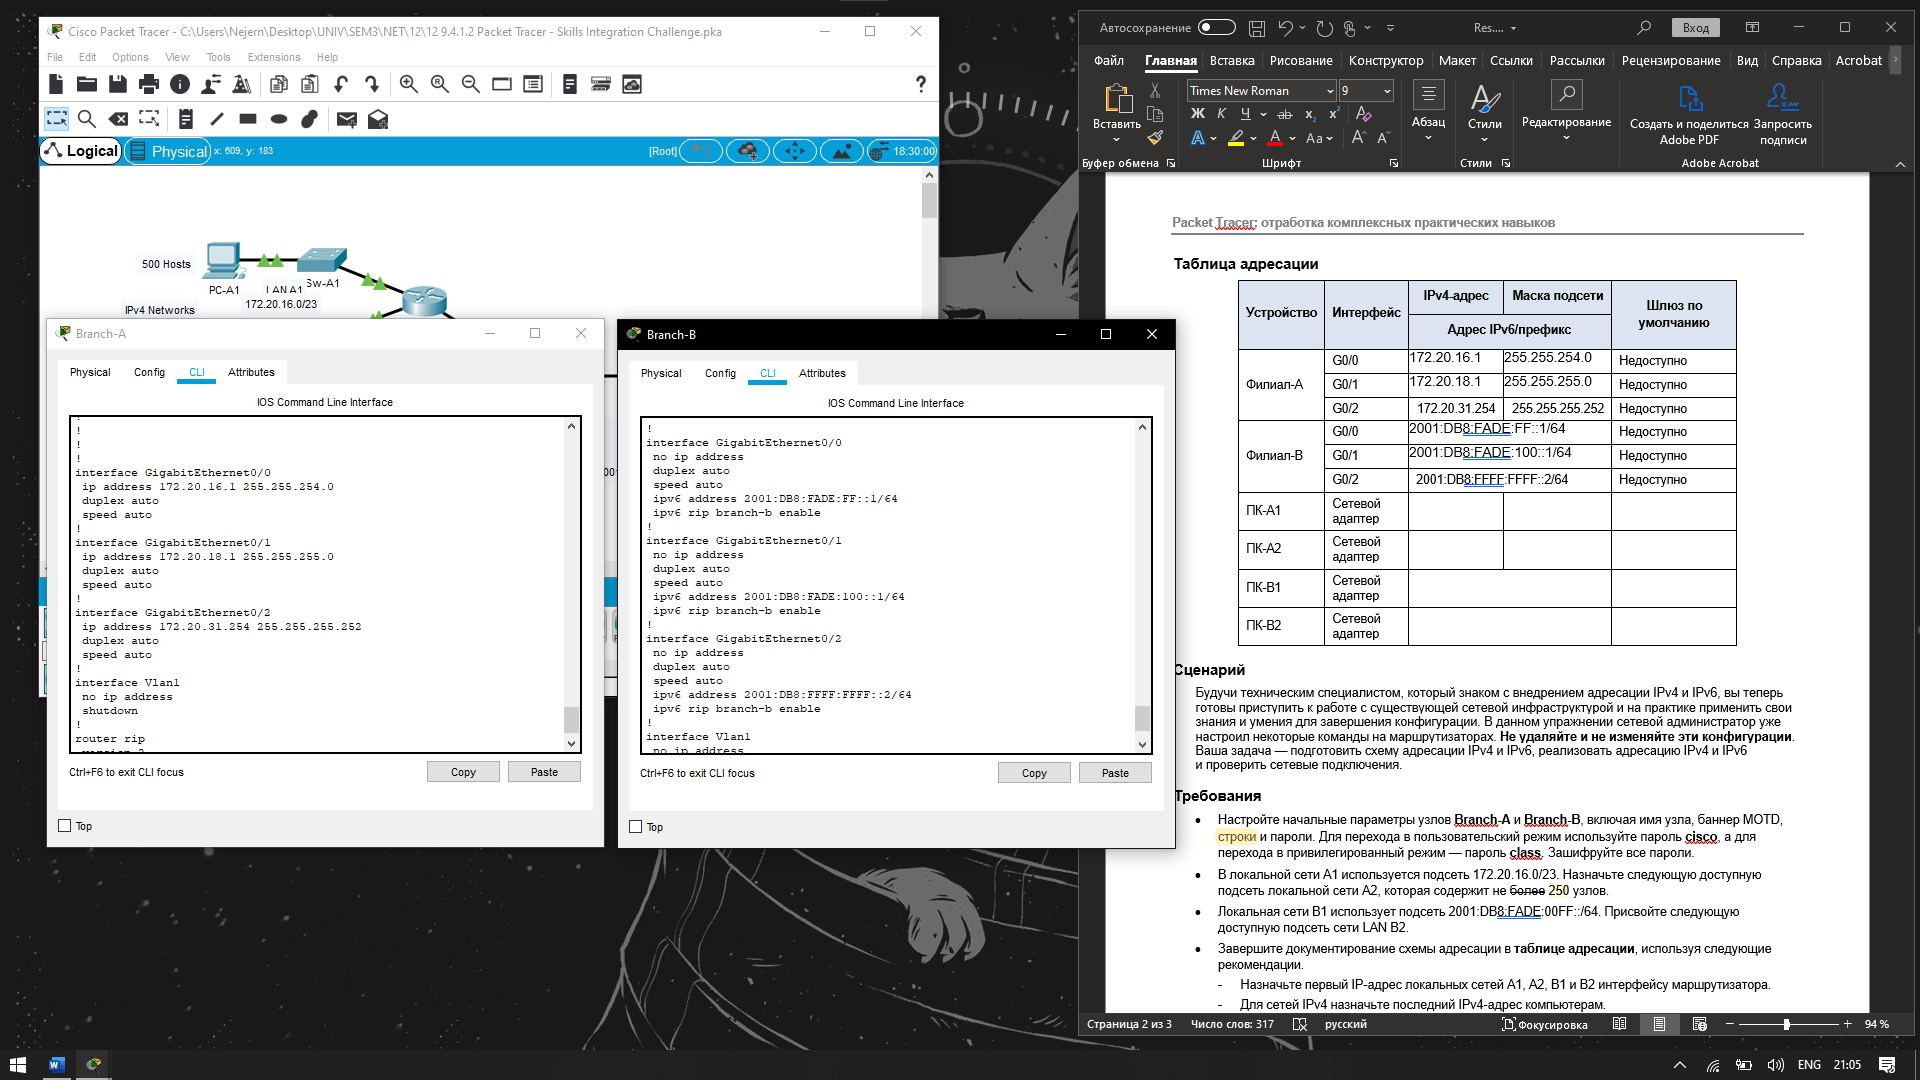 Cisco Packet Tracer - C:\Users\Nejern\Desktop\UNIV\SEM3\NET\12\12 9.4.1.2 Packet Tracer - Skills Integration Challenge.pka
File Edit Options View Tools Extensions Help
Logical Physical x: 609, y: 183 [Root] 18:30:00
500 Hosts
PC-A1
LAN A1
Sw-A1
172.20.16.0/23
IPv4 Networks
Branch-A
Physical Config CLI Attributes
IOS Command Line Interface
!
!
!
!
interface GigabitEthernet0/0
ip address 172.20.16.1 255.255.254.0
duplex auto
speed auto
!
interface GigabitEthernet0/1
ip address 172.20.18.1 255.255.255.0
duplex auto
speed auto
!
interface GigabitEthernet0/2
ip address 172.20.31.254 255.255.255.252
duplex auto
speed auto
!
interface Vlan1
no ip address
shutdown
!
router rip
version 2
Ctrl+F6 to exit CLI focus
Copy Paste
Top
Branch-B
Physical Config CLI Attributes
IOS Command Line Interface
!
interface GigabitEthernet0/0
no ip address
duplex auto
speed auto
ipv6 address 2001:DB8:FADE:FF::1/64
ipv6 rip branch-b enable
!
interface GigabitEthernet0/1
no ip address
duplex auto
speed auto
ipv6 address 2001:DB8:FADE:100::1/64
ipv6 rip branch-b enable
!
interface GigabitEthernet0/2
no ip address
duplex auto
speed auto
ipv6 address 2001:DB8:FFFF:FFFF::2/64
ipv6 rip branch-b enable
!
interface Vlan1
no ip address
Ctrl+F6 to exit CLI focus
Copy Paste
Top
Автосохранение Res.... Вход
Файл Главная Вставка Рисование Конструктор Макет Ссылки Рассылки Рецензирование Вид Справка Acrobat
Вставить
Буфер обмена
Times New Roman 9
Ж К Ч ab x₂ x²
Шрифт
Абзац
Стили
Стили
Редактирование
Создать и поделиться Adobe PDF
Запросить подписи
Adobe Acrobat
Packet Tracer: отработка комплексных практических навыков
Таблица адресации
Устройство Интерфейс IPv4-адрес Маска подсети Шлюз по умолчанию
Адрес IPv6/префикс
Филиал-A G0/0 172.20.16.1 255.255.254.0 Недоступно
G0/1 172.20.18.1 255.255.255.0 Недоступно
G0/2 172.20.31.254 255.255.255.252 Недоступно
Филиал-B G0/0 2001:DB8:FADE:FF::1/64 Недоступно
G0/1 2001:DB8:FADE:100::1/64 Недоступно
G0/2 2001:DB8:FFFF:FFFF::2/64 Недоступно
ПК-A1 Сетевой адаптер
ПК-A2 Сетевой адаптер
ПК-B1 Сетевой адаптер
ПК-B2 Сетевой адаптер
Сценарий
Будучи техническим специалистом, который знаком с внедрением адресации IPv4 и IPv6, вы теперь
готовы приступить к работе с существующей сетевой инфраструктурой и на практике применить свои
знания и умения для завершения конфигурации. В данном упражнении сетевой администратор уже
настроил некоторые команды на маршрутизаторах. Не удаляйте и не изменяйте эти конфигурации.
Ваша задача — подготовить схему адресации IPv4 и IPv6, реализовать адресацию IPv4 и IPv6
и проверить сетевые подключения.
Требования
• Настройте начальные параметры узлов Branch-A и Branch-B, включая имя узла, баннер MOTD,
строки и пароли. Для перехода в пользовательский режим используйте пароль cisco, а для
перехода в привилегированный режим — пароль class. Зашифруйте все пароли.
• В локальной сети A1 используется подсеть 172.20.16.0/23. Назначьте следующую доступную
подсеть локальной сети A2, которая содержит не более 250 узлов.
• Локальная сети B1 использует подсеть 2001:DB8:FADE:00FF::/64. Присвойте следующую
доступную подсеть сети LAN B2.
• Завершите документирование схемы адресации в таблице адресации, используя следующие
рекомендации.
- Назначьте первый IP-адрес локальных сетей A1, A2, B1 и B2 интерфейсу маршрутизатора.
- Для сетей IPv4 назначьте последний IPv4-адрес компьютерам.
Страница 2 из 3 Число слов: 317 русский Фокусировка 94 %
ENG 21:05